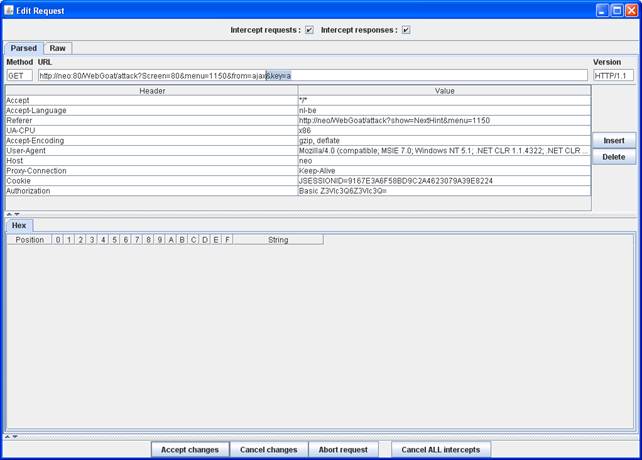 Edit Request
Intercept requests : Intercept responses :
Parsed Raw
Method URL Version
GET http://neo:80/WebGoat/attack?Screen=80&menu=1150&from=ajax&key=a HTTP/1.1
Header Value
Accept */*
Accept-Language nl-be
Referer http://neo/WebGoat/attack?show=NextHint&menu=1150
UA-CPU x86
Accept-Encoding gzip, deflate
User-Agent Mozilla/4.0 (compatible; MSIE 7.0; Windows NT 5.1; .NET CLR 1.1.4322; .NET CLR ...
Host neo
Proxy-Connection Keep-Alive
Cookie JSESSIONID=9167E3A6F58BD9C2A4623079A39E8224
Authorization Basic Z3Vlc3Q6Z3Vlc3Q=
Insert
Delete
Hex
Position 0 1 2 3 4 5 6 7 8 9 A B C D E F String
Accept changes Cancel changes Abort request Cancel ALL intercepts